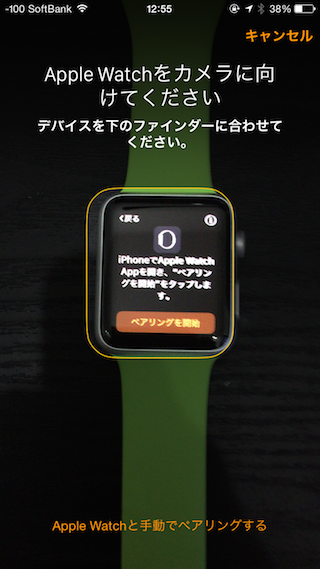 -100 SoftBank 12:55 38%
キャンセル
Apple Watchをカメラに向
けてください
デバイスを下のファインダーに合わせて
ください。
<戻る
iPhoneでApple Watch
Appを開き、"ペアリン
グを開始"をタップしま
す。
ペアリングを開始
Apple Watchと手動でペアリングする